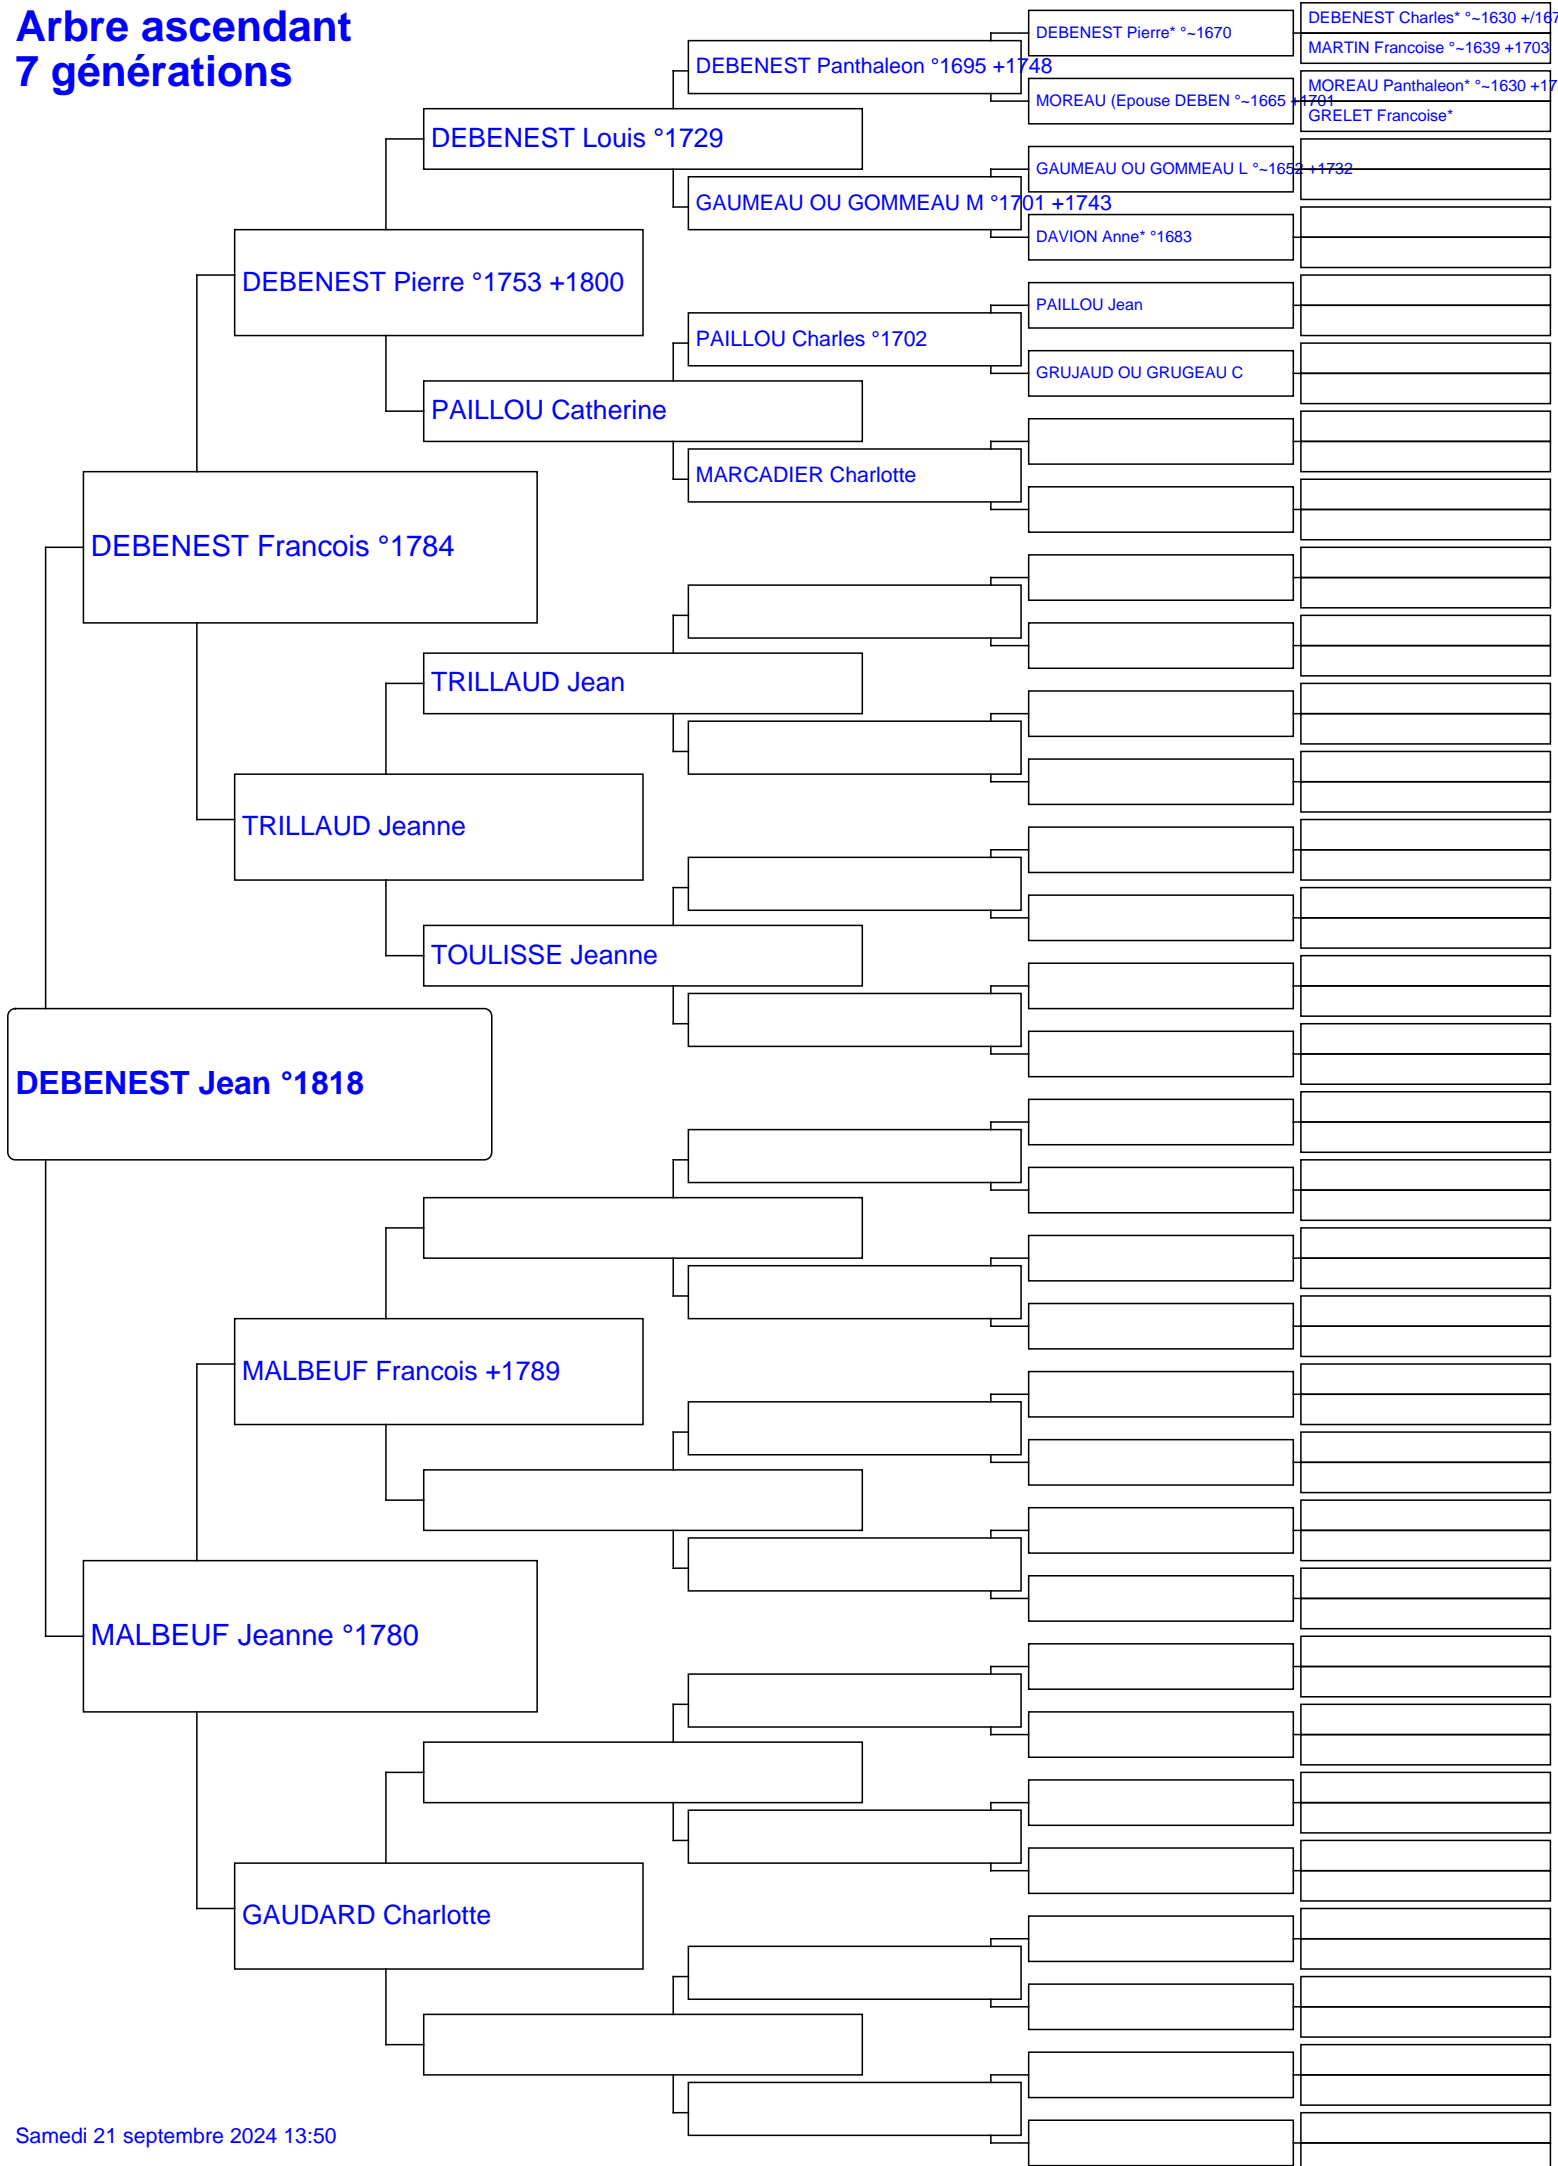 Arbre ascendant
7 générations
DEBENEST Charles* °~1630 +/167
DEBENEST Pierre* °~1670
MARTIN Francoise °~1639 +1703
DEBENEST Panthaleon °1695 +1748
MOREAU Panthaleon* °~1630 +17
MOREAU (Epouse DEBEN °~1665 +1701
GRELET Francoise*
DEBENEST Louis °1729
GAUMEAU OU GOMMEAU L °~1652 +1732
GAUMEAU OU GOMMEAU M °1701 +1743
DAVION Anne* °1683
DEBENEST Pierre °1753 +1800
PAILLOU Jean
PAILLOU Charles °1702
GRUJAUD OU GRUGEAU C
PAILLOU Catherine
MARCADIER Charlotte
DEBENEST Francois °1784
TRILLAUD Jean
TRILLAUD Jeanne
TOULISSE Jeanne
DEBENEST Jean °1818
MALBEUF Francois +1789
MALBEUF Jeanne °1780
GAUDARD Charlotte
Samedi 21 septembre 2024 13:50